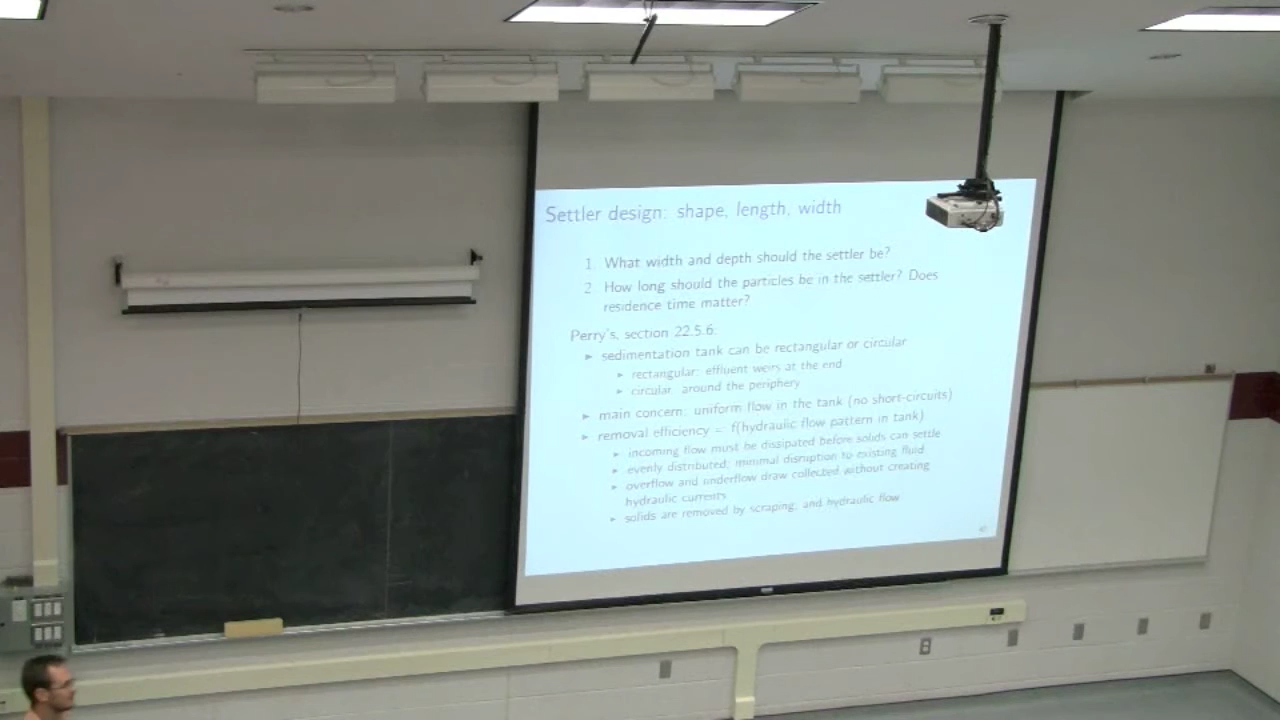 Settler design: shape, length, width
1. What width and depth should the settler be?
2. How long should the particles be in the settler? Does
residence time matter?
Perry's, section 22.5.6:
▸ sedimentation tank can be rectangular or circular
▸ rectangular: effluent weirs at the end
▸ circular: around the periphery
▸ main concern: uniform flow in the tank (no short-circuits)
▸ removal efficiency = f(hydraulic flow pattern in tank)
▸ incoming flow must be dissipated before solids can settle
▸ evenly distributed; minimal disruption to existing fluid
▸ overflow and underflow draw collected without creating
hydraulic currents
▸ solids are removed by scraping, and hydraulic flow